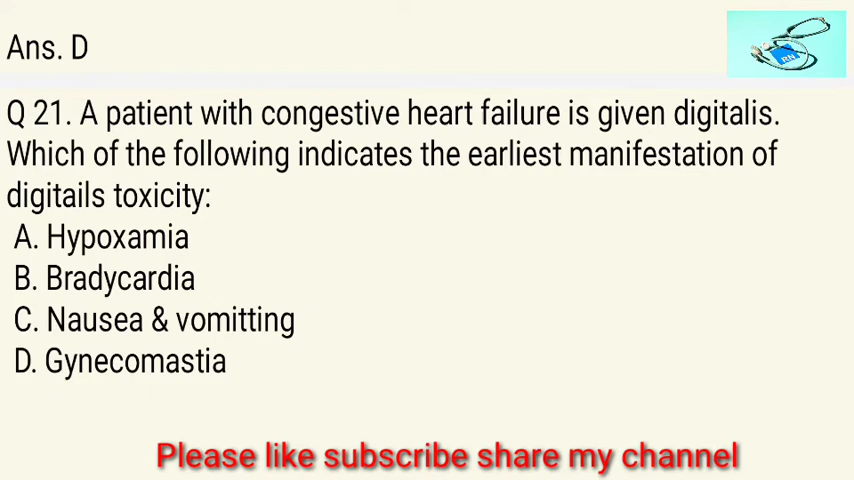 Ans. D
RN
Q 21. A patient with congestive heart failure is given digitalis.
Which of the following indicates the earliest manifestation of
digitails toxicity:
A. Hypoxamia
B. Bradycardia
C. Nausea & vomitting
D. Gynecomastia
Please like subscribe share my channel